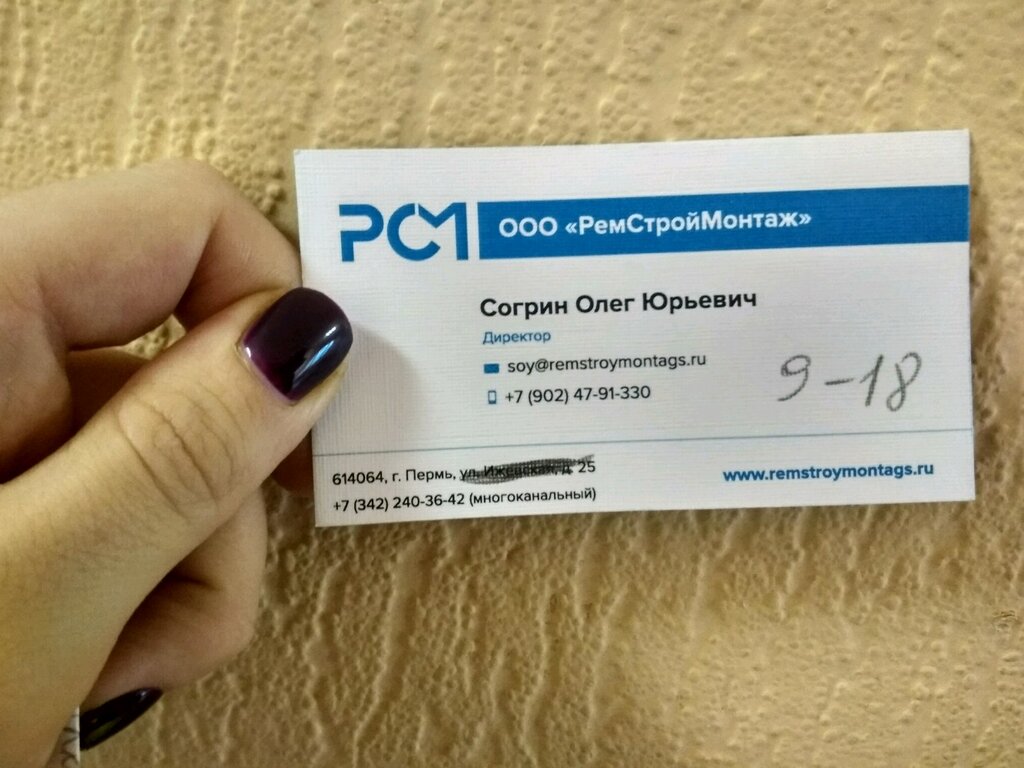 РСМ ООО «РемСтройМонтаж»
Согрин Олег Юрьевич
Директор
soy@remstroymontags.ru
+7 (902) 47-91-330
9-18
614064, г. Пермь, ул. Ижевская, д. 25
+7 (342) 240-36-42 (многоканальный)
www.remstroymontags.ru